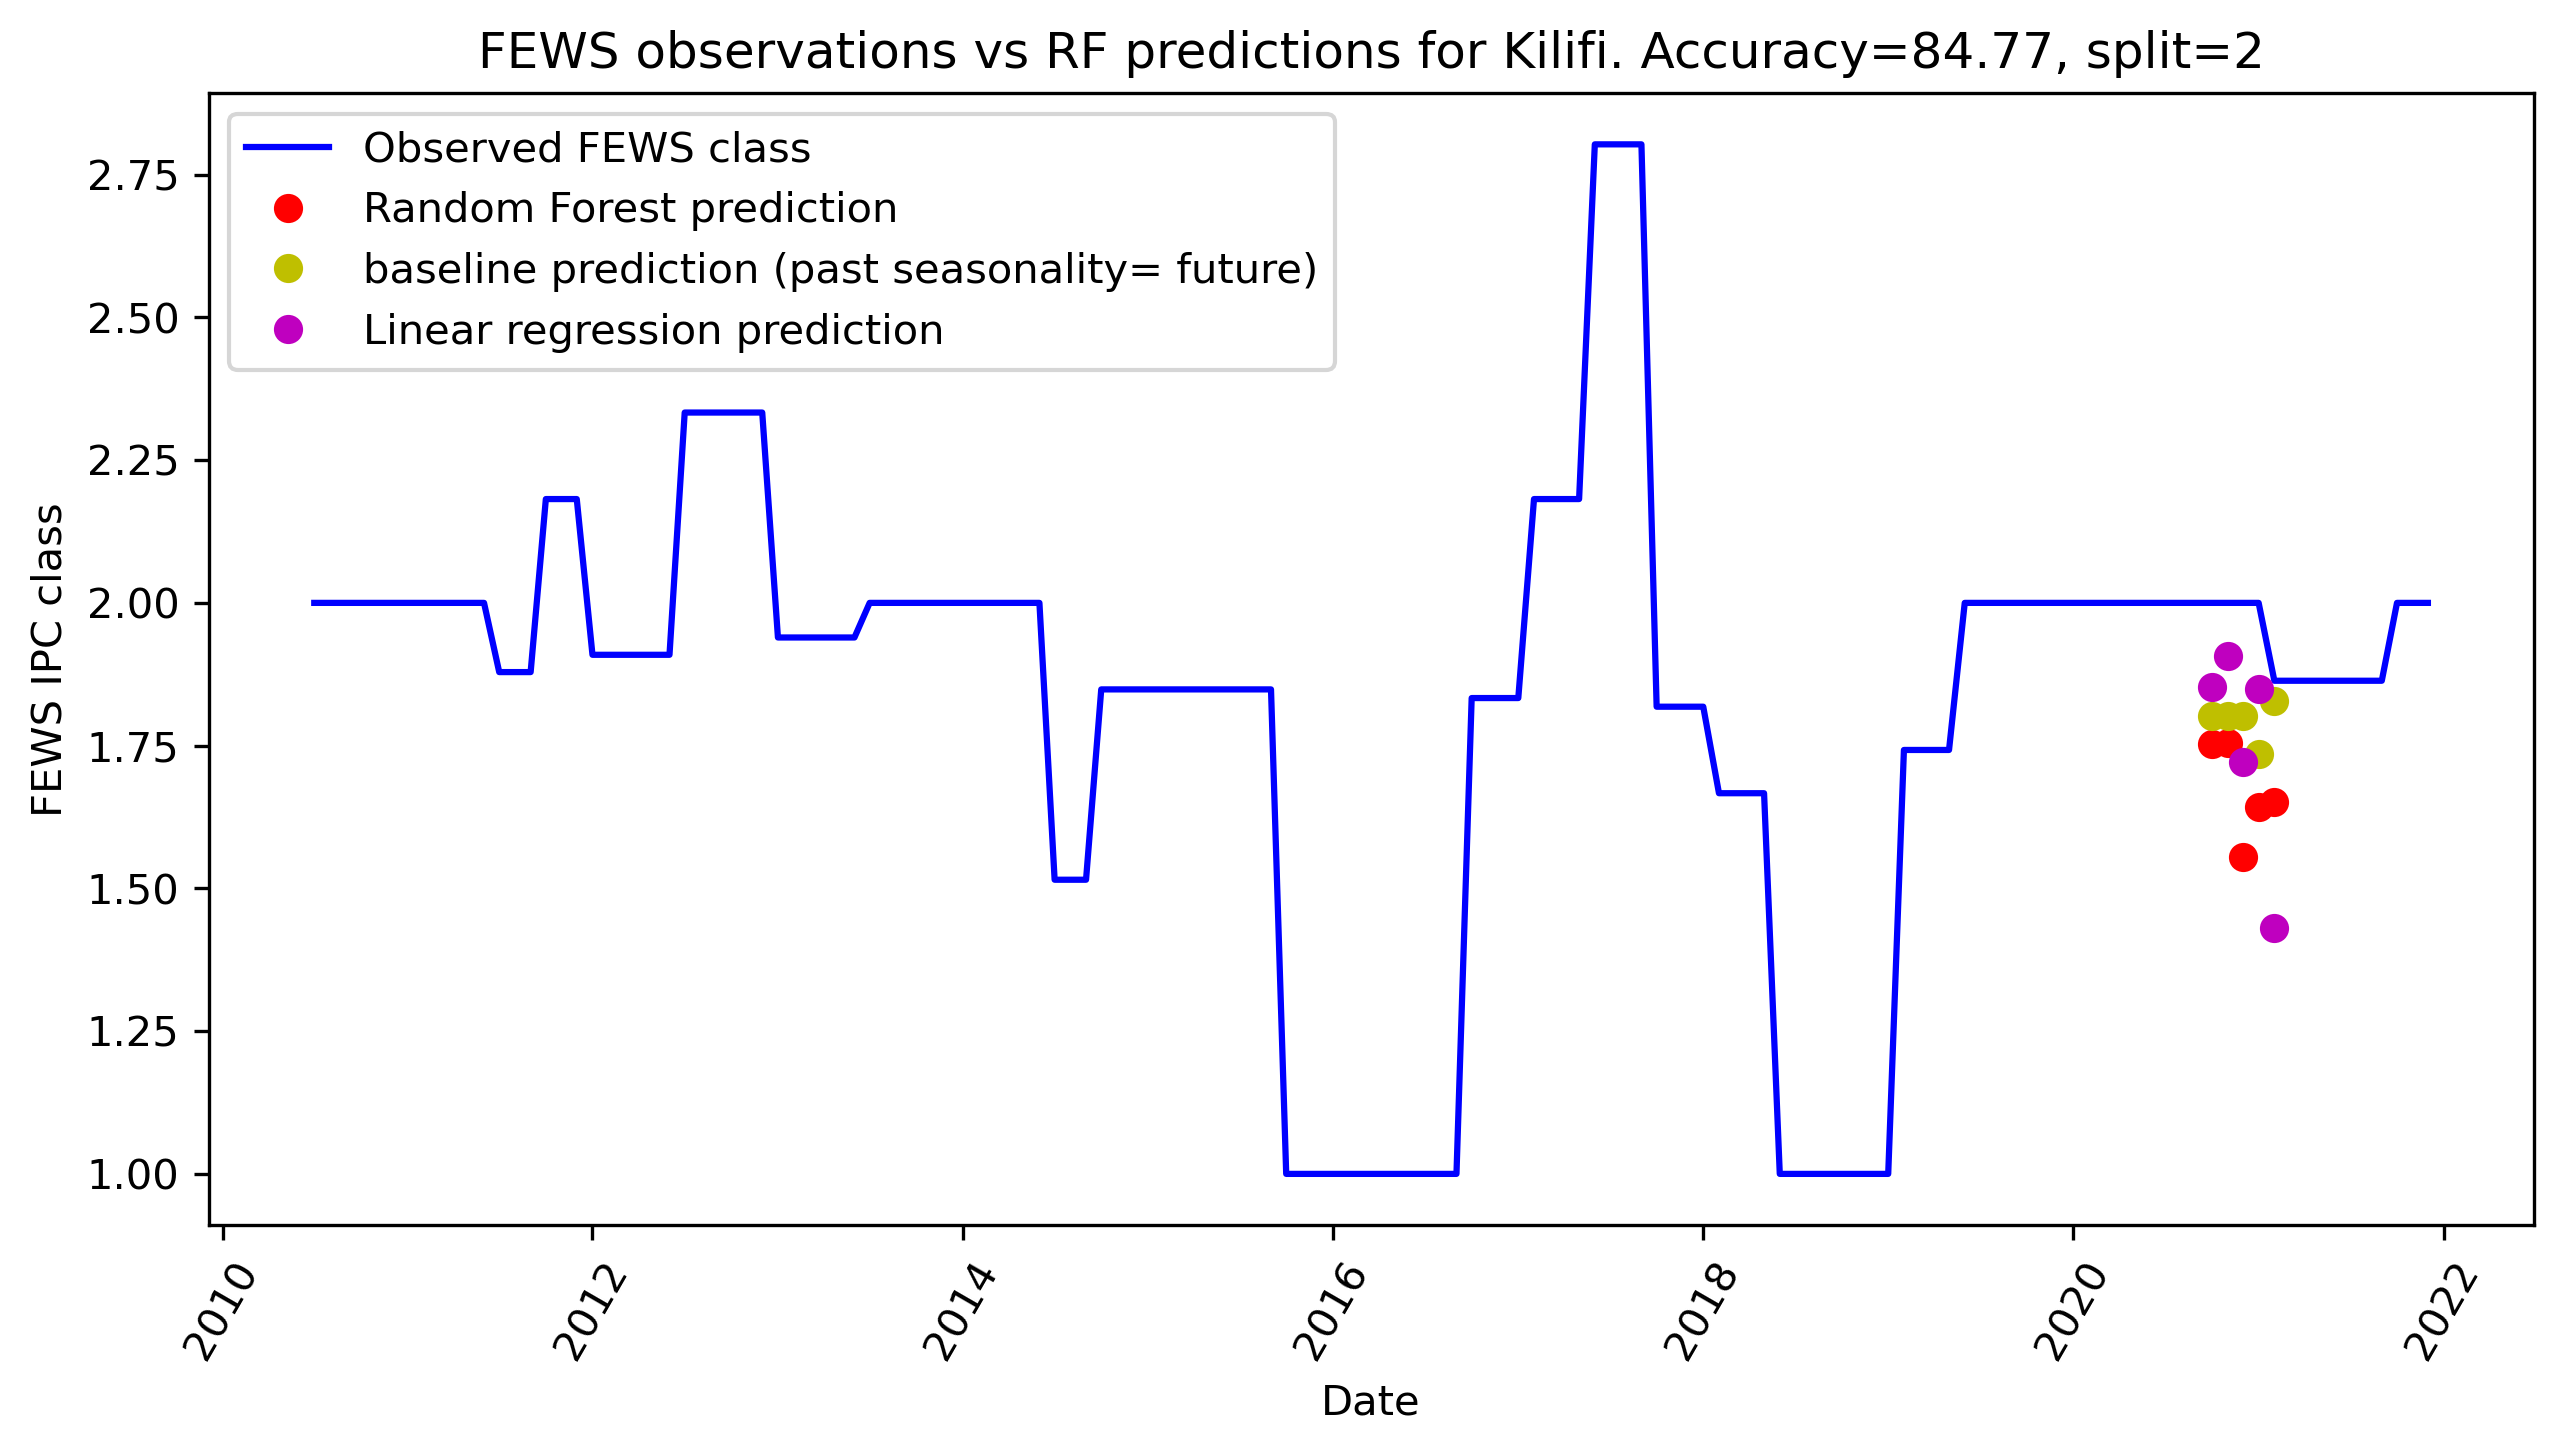 FEWS observations vs RF predictions for Kilifi. Accuracy=84.77, split=2
Observed FEWS class
Random Forest prediction
baseline prediction (past seasonality= future)
Linear regression prediction
FEWS IPC class
2.75
2.50
2.25
2.00
1.75
1.50
1.25
1.00
2010
2012
2014
2016
2018
2020
2022
Date